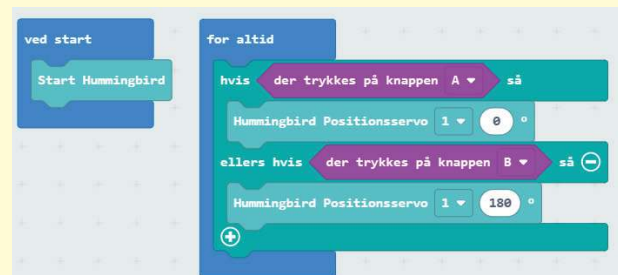 ved start
Start Hummingbird
for altid
hvis der trykkes på knappen A så
Hummingbird Positionsservo 1 0 °
ellers hvis der trykkes på knappen B så
Hummingbird Positionsservo 1 180 °